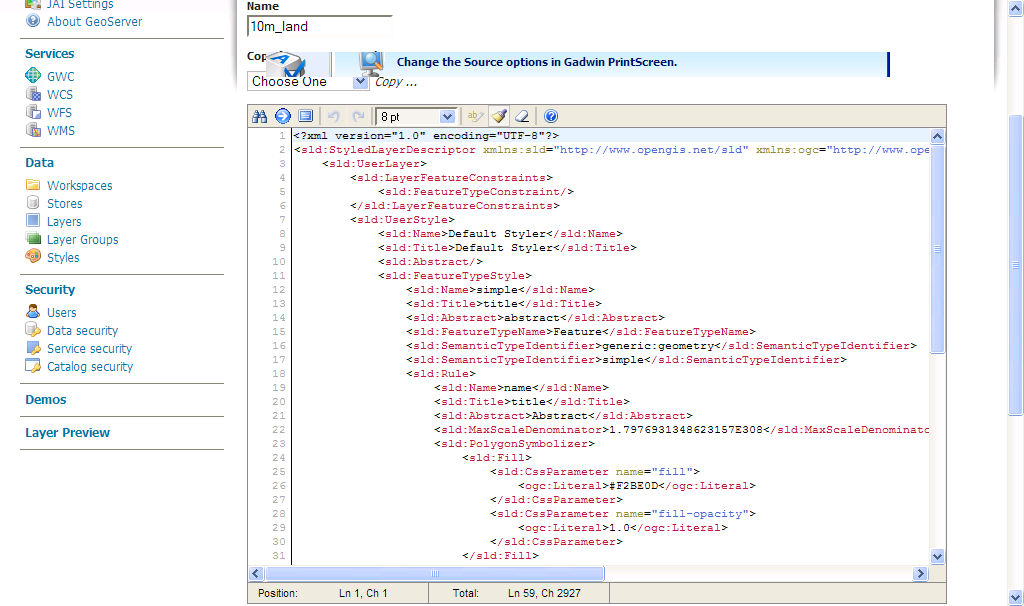 JAI Settings
About GeoServer
Services
GWC
WCS
WFS
WMS
Data
Workspaces
Stores
Layers
Layer Groups
Styles
Security
Users
Data security
Service security
Catalog security
Demos
Layer Preview
Name
10m_land
Change the Source options in Gadwin PrintScreen.
Choose One
Copy ...
8 pt
1 <?xml version="1.0" encoding="UTF-8"?>
2 <sld:StyledLayerDescriptor xmlns:sld="http://www.opengis.net/sld" xmlns:ogc="http://www.ope
3 <sld:UserLayer>
4 <sld:LayerFeatureConstraints>
5 <sld:FeatureTypeConstraint/>
6 </sld:LayerFeatureConstraints>
7 <sld:UserStyle>
8 <sld:Name>Default Styler</sld:Name>
9 <sld:Title>Default Styler</sld:Title>
10 <sld:Abstract/>
11 <sld:FeatureTypeStyle>
12 <sld:Name>simple</sld:Name>
13 <sld:Title>title</sld:Title>
14 <sld:Abstract>abstract</sld:Abstract>
15 <sld:FeatureTypeName>Feature</sld:FeatureTypeName>
16 <sld:SemanticTypeIdentifier>generic:geometry</sld:SemanticTypeIdentifier>
17 <sld:SemanticTypeIdentifier>simple</sld:SemanticTypeIdentifier>
18 <sld:Rule>
19 <sld:Name>name</sld:Name>
20 <sld:Title>title</sld:Title>
21 <sld:Abstract>Abstract</sld:Abstract>
22 <sld:MaxScaleDenominator>1.7976931348623157E308</sld:MaxScaleDenominato
23 <sld:PolygonSymbolizer>
24 <sld:Fill>
25 <sld:CssParameter name="fill">
26 <ogc:Literal>#F2BE0D</ogc:Literal>
27 </sld:CssParameter>
28 <sld:CssParameter name="fill-opacity">
29 <ogc:Literal>1.0</ogc:Literal>
30 </sld:CssParameter>
31 </sld:Fill>
Position: Ln 1, Ch 1 Total: Ln 59, Ch 2927